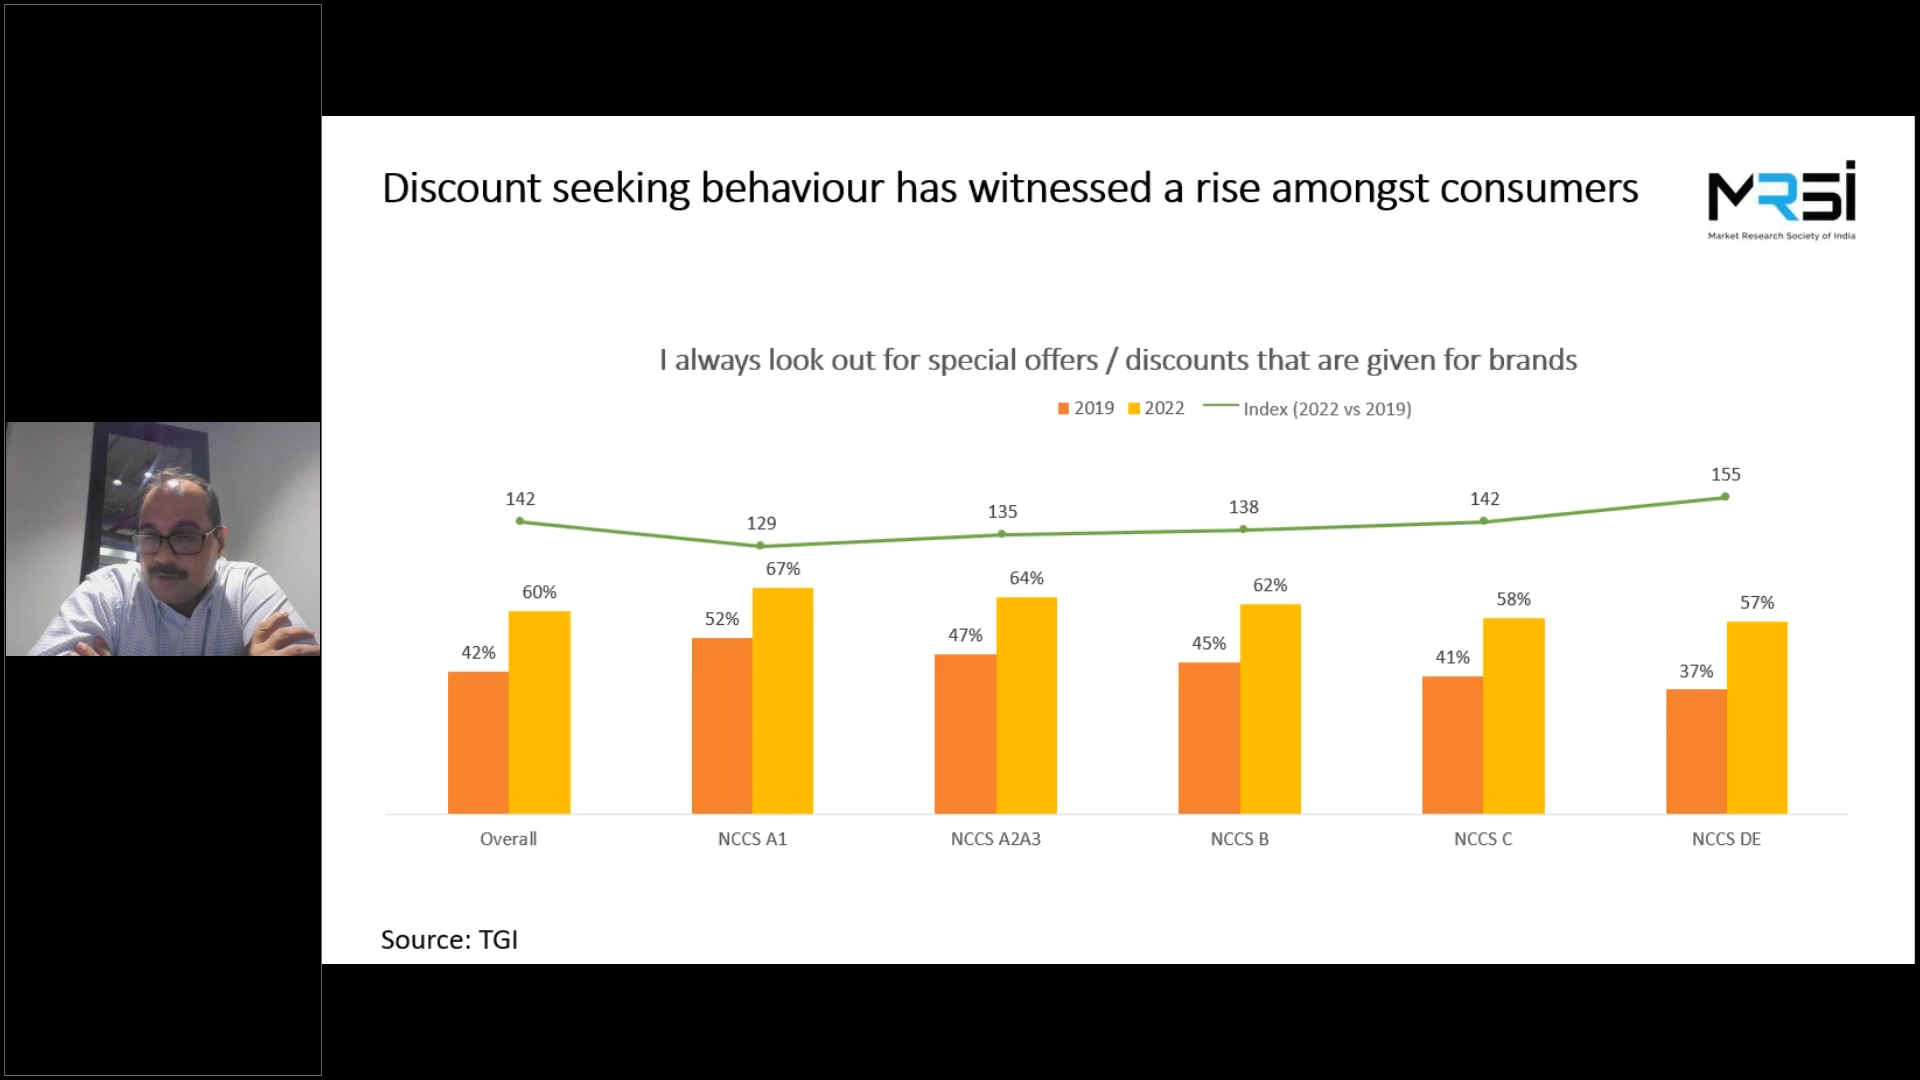 Discount seeking behaviour has witnessed a rise amongst consumers
MRSI
Market Research Society of India
I always look out for special offers / discounts that are given for brands
2019 2022 Index (2022 vs 2019)
142 129 135 138 142 155
60% 67% 64% 62% 58% 57%
42% 52% 47% 45% 41% 37%
Overall NCCS A1 NCCS A2A3 NCCS B NCCS C NCCS DE
Source: TGI